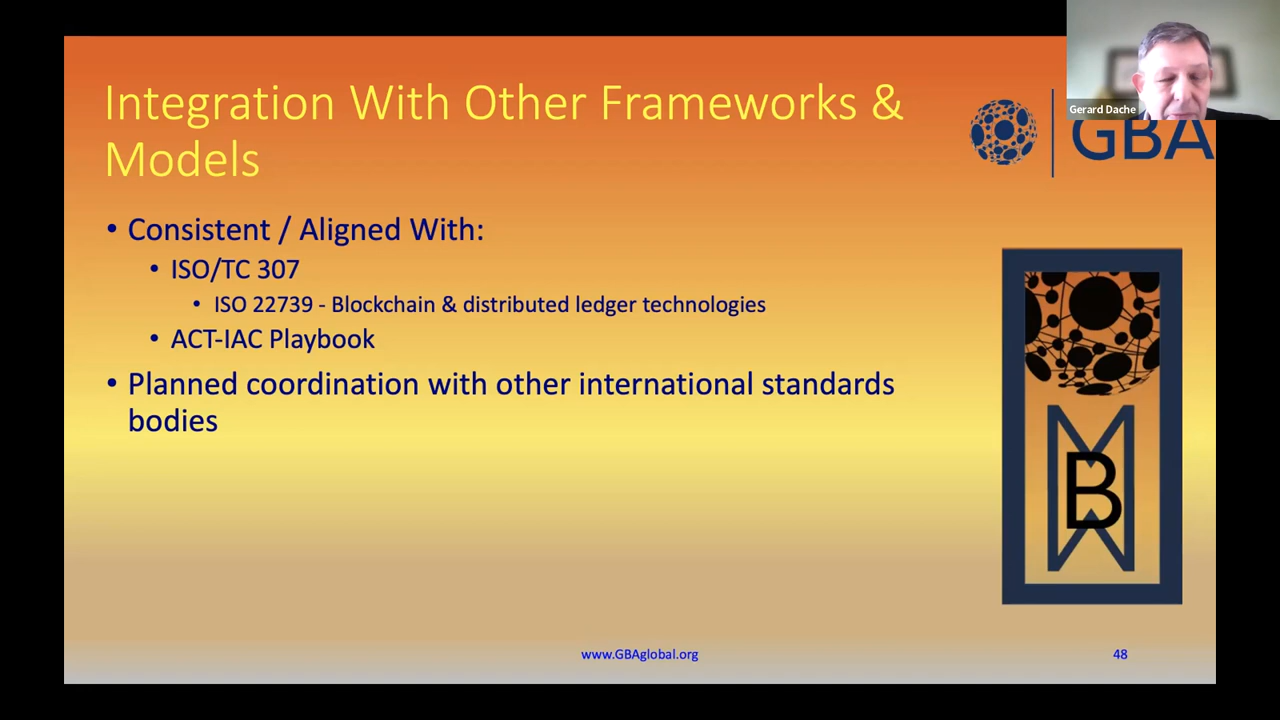 Gerard Dache
Integration With Other Frameworks &
Models
GBA
• Consistent / Aligned With:
• ISO/TC 307
• ISO 22739 - Blockchain & distributed ledger technologies
• ACT-IAC Playbook
• Planned coordination with other international standards
bodies
B
www.GBAglobal.org
48